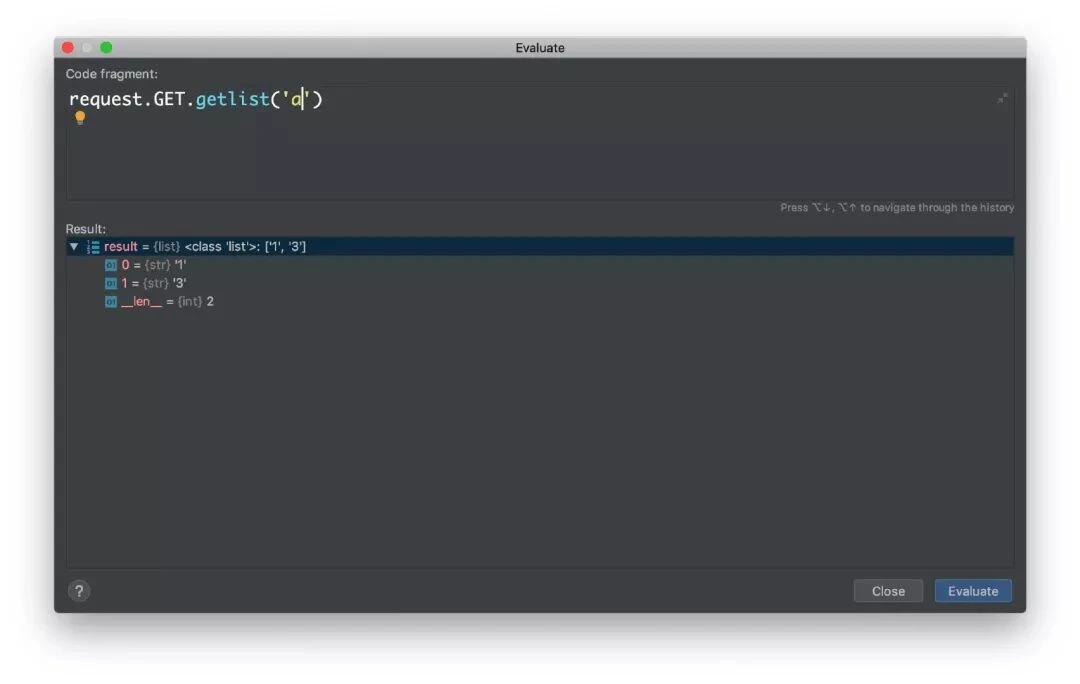 Evaluate
Code fragment:
request.GET.getlist('a')
Press ⌥↓, ⌥↑ to navigate through the history
Result:
result = {list} <class 'list'>: ['1', '3']
0 = {str} '1'
1 = {str} '3'
__len__ = {int} 2
?
Close
Evaluate